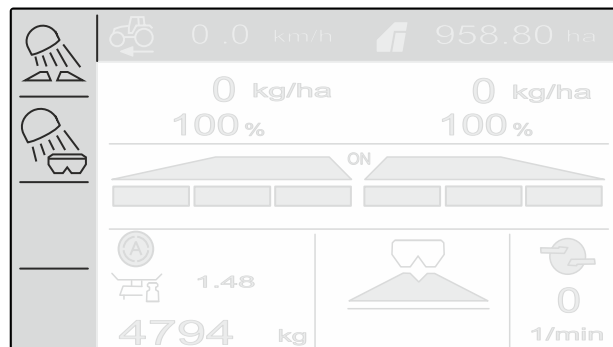 0.0 km/h 958.80 ha
0 kg/ha 0 kg/ha
100 % 100 %
ON
A
1.48
0
4794 kg 1/min